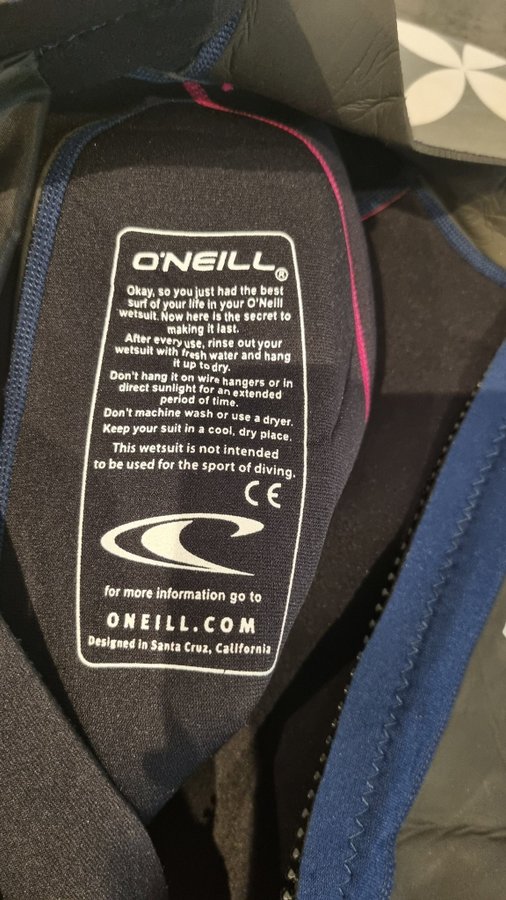 O'NEILL®
Okay, so you just had the best
surf of your life in your O'Neill
wetsuit. Now here is the secret to
making it last.
After every use, rinse out your
wetsuit with fresh water and hang
it up to dry.
Don't hang it on wire hangers or in
direct sunlight for an extended
period of time.
Don't machine wash or use a dryer.
Keep your suit in a cool, dry place.
This wetsuit is not intended
to be used for the sport of diving.
CE
for more information go to
ONEILL.COM
Designed in Santa Cruz, California